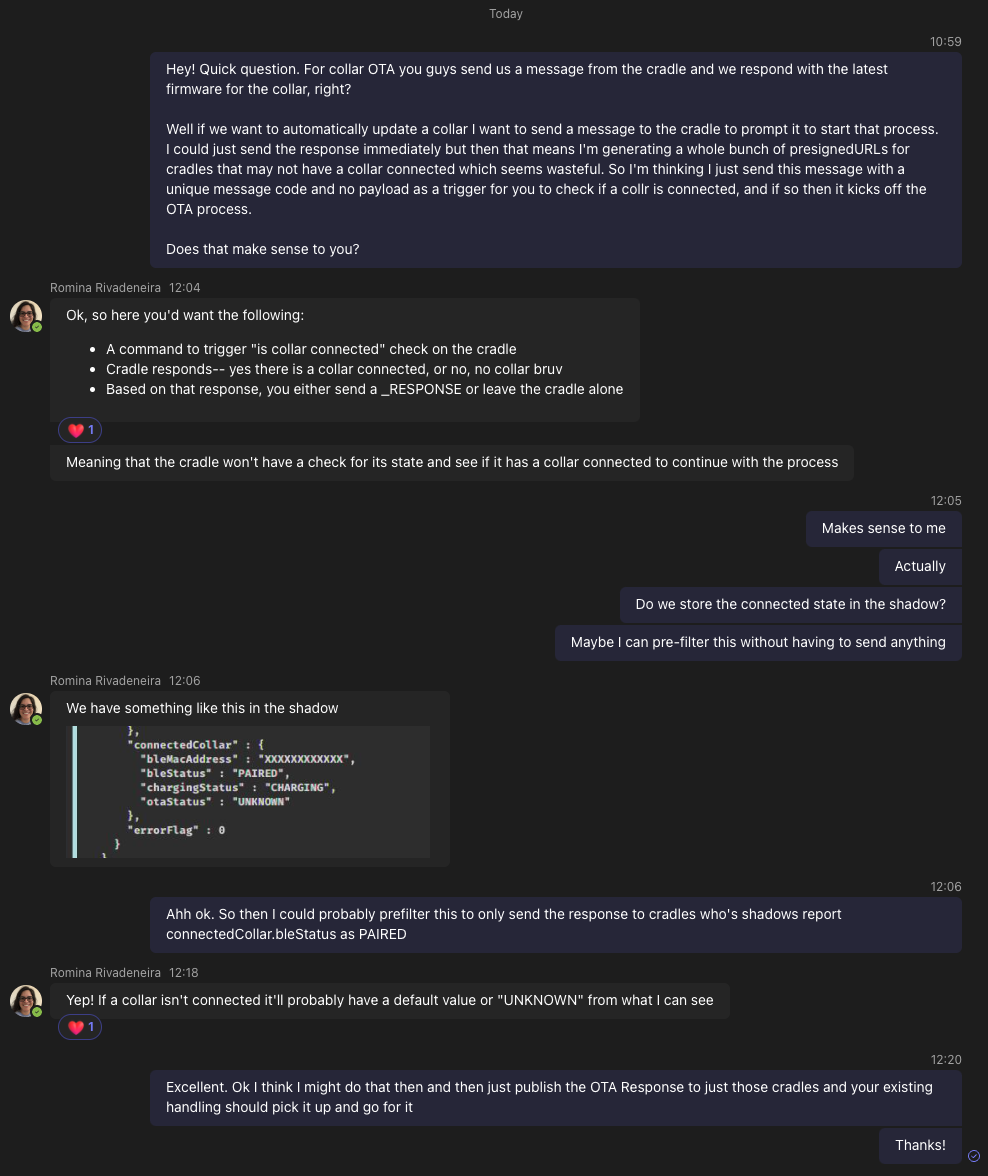 Today
10:59
Hey! Quick question. For collar OTA you guys send us a message from the cradle and we respond with the latest
firmware for the collar, right?
Well if we want to automatically update a collar I want to send a message to the cradle to prompt it to start that process.
I could just send the response immediately but then that means I'm generating a whole bunch of presignedURLs for
cradles that may not have a collar connected which seems wasteful. So I'm thinking I just send this message with a
unique message code and no payload as a trigger for you to check if a collr is connected, and if so then it kicks off the
OTA process.
Does that make sense to you?
Romina Rivadeneira 12:04
Ok, so here you'd want the following:
• A command to trigger "is collar connected" check on the cradle
• Cradle responds-- yes there is a collar connected, or no, no collar bruv
• Based on that response, you either send a _RESPONSE or leave the cradle alone
1
Meaning that the cradle won't have a check for its state and see if it has a collar connected to continue with the process
12:05
Makes sense to me
Actually
Do we store the connected state in the shadow?
Maybe I can pre-filter this without having to send anything
Romina Rivadeneira 12:06
We have something like this in the shadow
},
"connectedCollar" : {
"bleMacAddress" : "XXXXXXXXXXXX",
"bleStatus" : "PAIRED",
"chargingStatus" : "CHARGING",
"otaStatus" : "UNKNOWN"
},
"errorFlag" : 0
}
}
12:06
Ahh ok. So then I could probably prefilter this to only send the response to cradles who's shadows report
connectedCollar.bleStatus as PAIRED
Romina Rivadeneira 12:18
Yep! If a collar isn't connected it'll probably have a default value or "UNKNOWN" from what I can see
1
12:20
Excellent. Ok I think I might do that then and then just publish the OTA Response to just those cradles and your existing
handling should pick it up and go for it
Thanks!